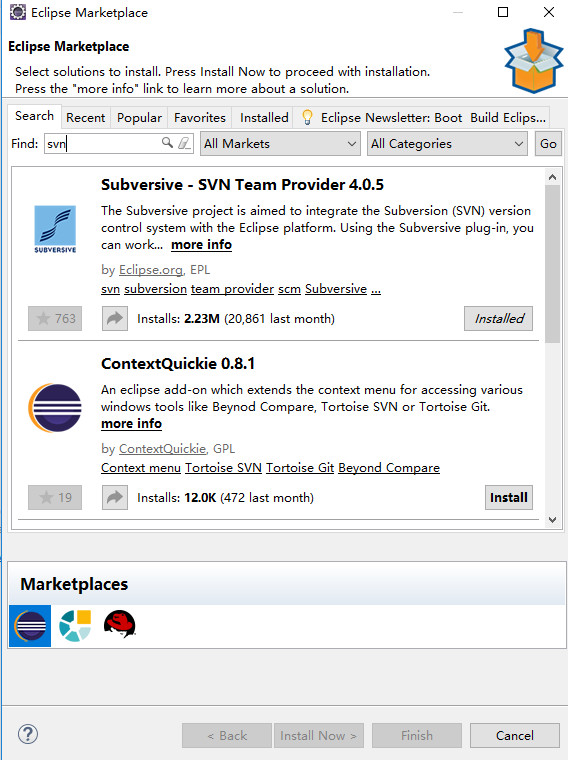 Eclipse Marketplace
Eclipse Marketplace
Select solutions to install. Press Install Now to proceed with installation.
Press the "more info" link to learn more about a solution.
Search Recent Popular Favorites Installed Eclipse Newsletter: Boot Build Eclips...
Find: svn All Markets All Categories Go
Subversive - SVN Team Provider 4.0.5
The Subversive project is aimed to integrate the Subversion (SVN) version
control system with the Eclipse platform. Using the Subversive plug-in, you
can work... more info
SUBVERSIVE
by Eclipse.org, EPL
svn subversion team provider scm Subversive ...
763 Installs: 2.23M (20,861 last month) Installed
ContextQuickie 0.8.1
An eclipse add-on which extends the context menu for accessing various
windows tools like Beynod Compare, Tortoise SVN or Tortoise Git.
more info
by ContextQuickie, GPL
Context menu Tortoise SVN Tortoise Git Beyond Compare
19 Installs: 12.0K (472 last month) Install
Marketplaces
? < Back Install Now > Finish Cancel